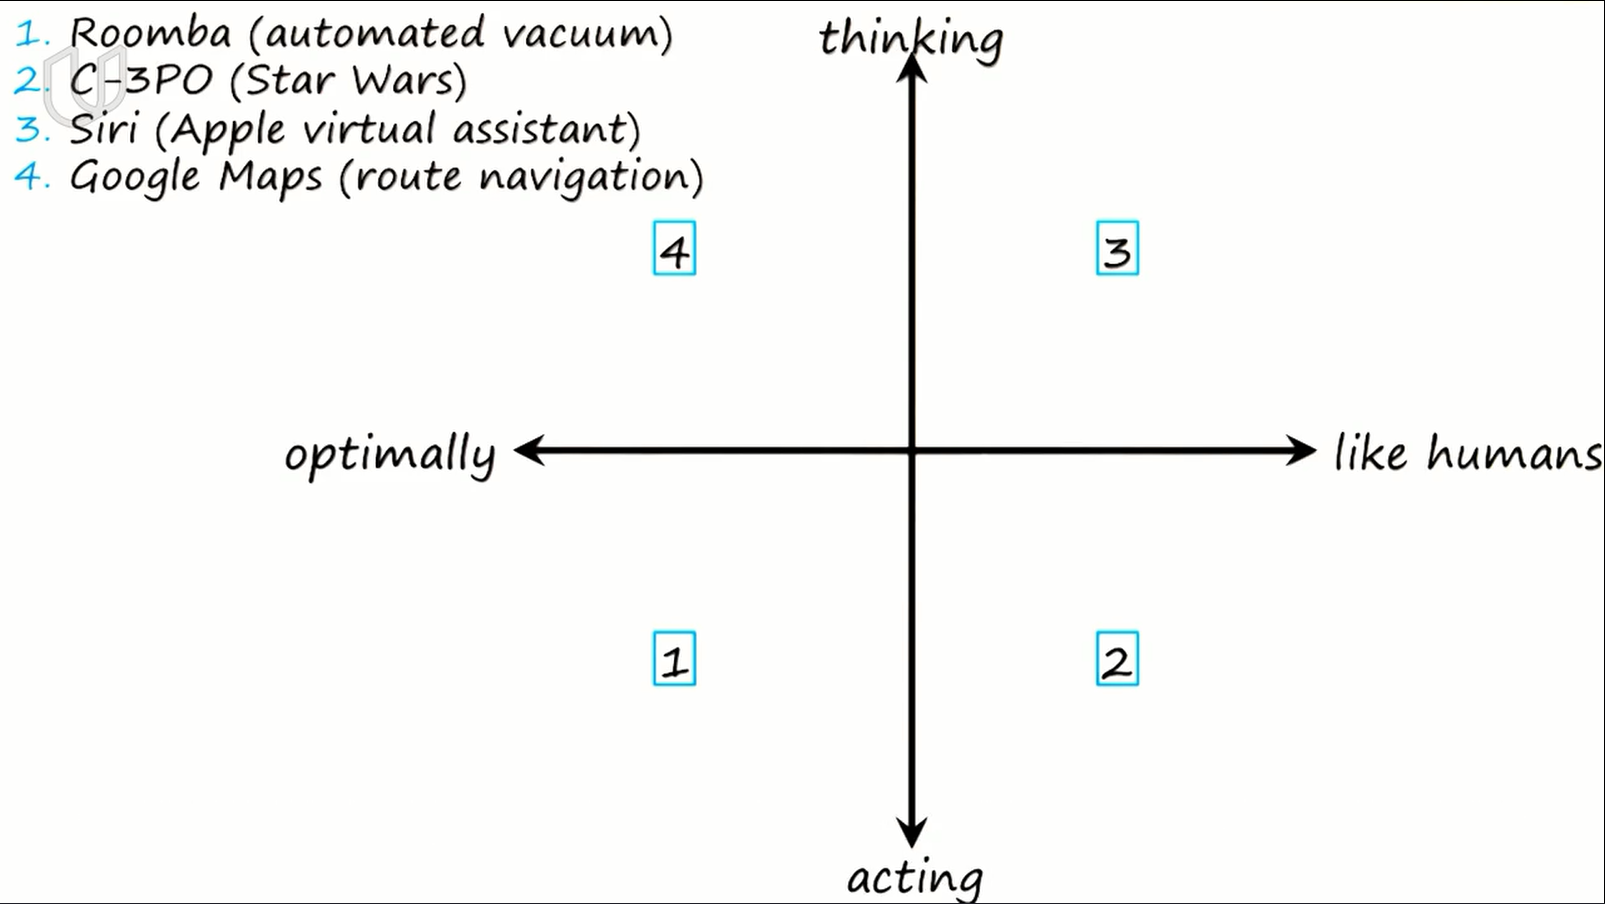 1. Roomba (automated vacuum)
2. C-3PO (Star Wars)
3. Siri (Apple virtual assistant)
4. Google Maps (route navigation)
thinking
4
3
optimally
like humans
1
2
acting